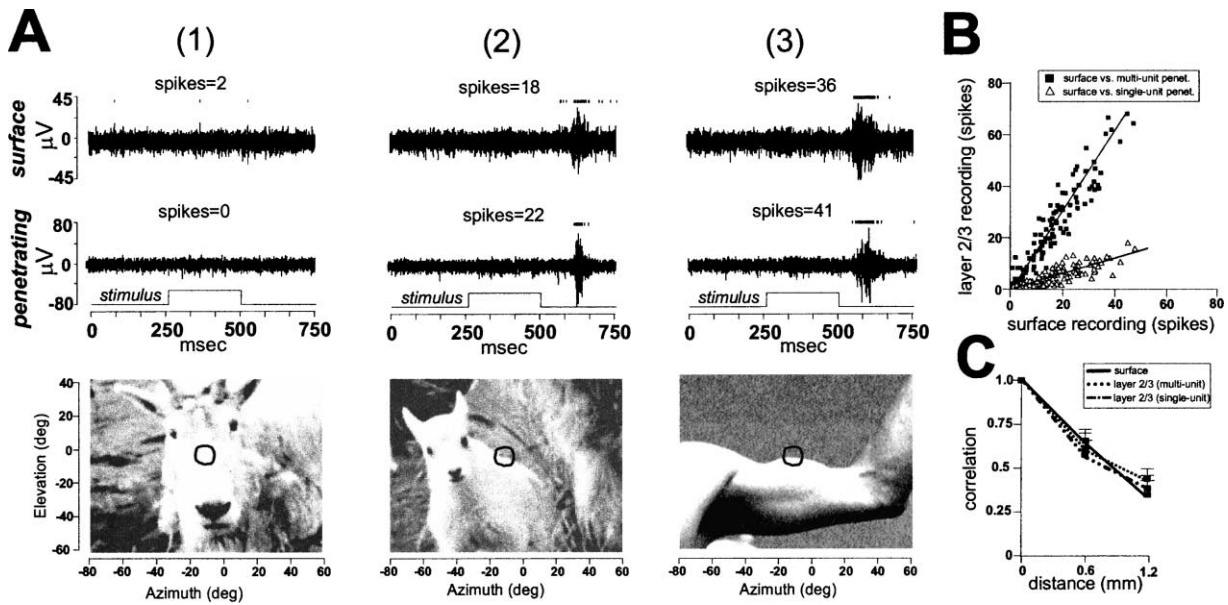 A
(1)
(2)
(3)
surface
μV
45
0
-45
spikes=2
spikes=18
spikes=36
penetrating
μV
80
0
-80
spikes=0
spikes=22
spikes=41
stimulus
stimulus
stimulus
0 250 500 750
0 250 500 750
0 250 500 750
msec
msec
msec
Elevation (deg)
40
20
0
-20
-40
-60
-80 -60 -40 -20 0 20 40 60
-80 -60 -40 -20 0 20 40 60
-80 -60 -40 -20 0 20 40 60
Azimuth (deg)
Azimuth (deg)
Azimuth (deg)
B
surface vs. multi-unit penet.
surface vs. single-unit penet.
layer 2/3 recording (spikes)
80
60
40
20
0
0 20 40 60 80
surface recording (spikes)
C
surface
layer 2/3 (multi-unit)
layer 2/3 (single-unit)
correlation
1.0
0.75
0.5
0.25
0
0 0.6 1.2
distance (mm)